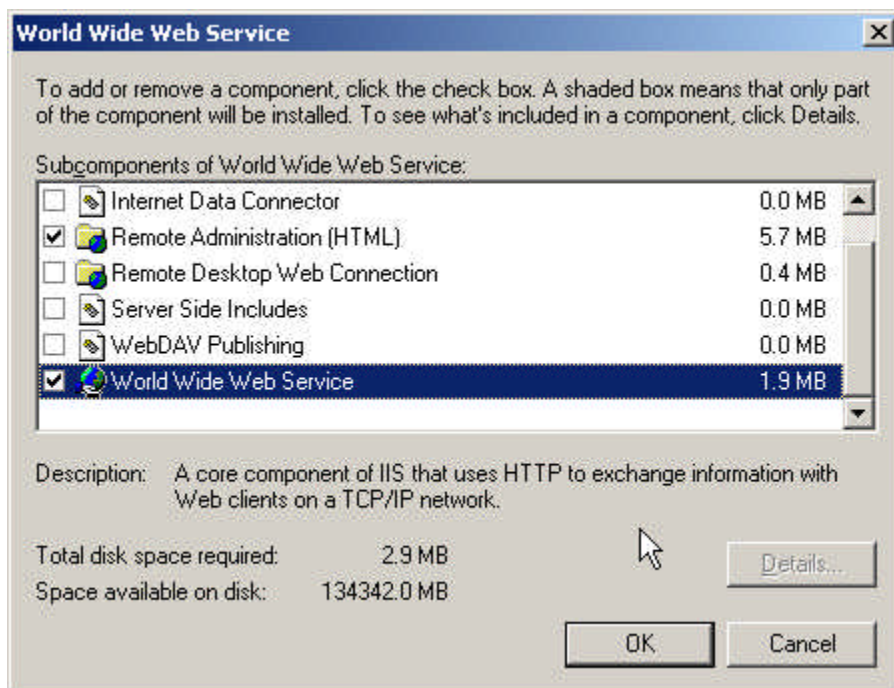 World Wide Web Service
To add or remove a component, click the check box. A shaded box means that only part
of the component will be installed. To see what's included in a component, click Details.
Subcomponents of World Wide Web Service:
Internet Data Connector 0.0 MB
Remote Administration (HTML) 5.7 MB
Remote Desktop Web Connection 0.4 MB
Server Side Includes 0.0 MB
WebDAV Publishing 0.0 MB
World Wide Web Service 1.9 MB
Description: A core component of IIS that uses HTTP to exchange information with
Web clients on a TCP/IP network.
Total disk space required: 2.9 MB
Space available on disk: 134342.0 MB
Details...
OK Cancel